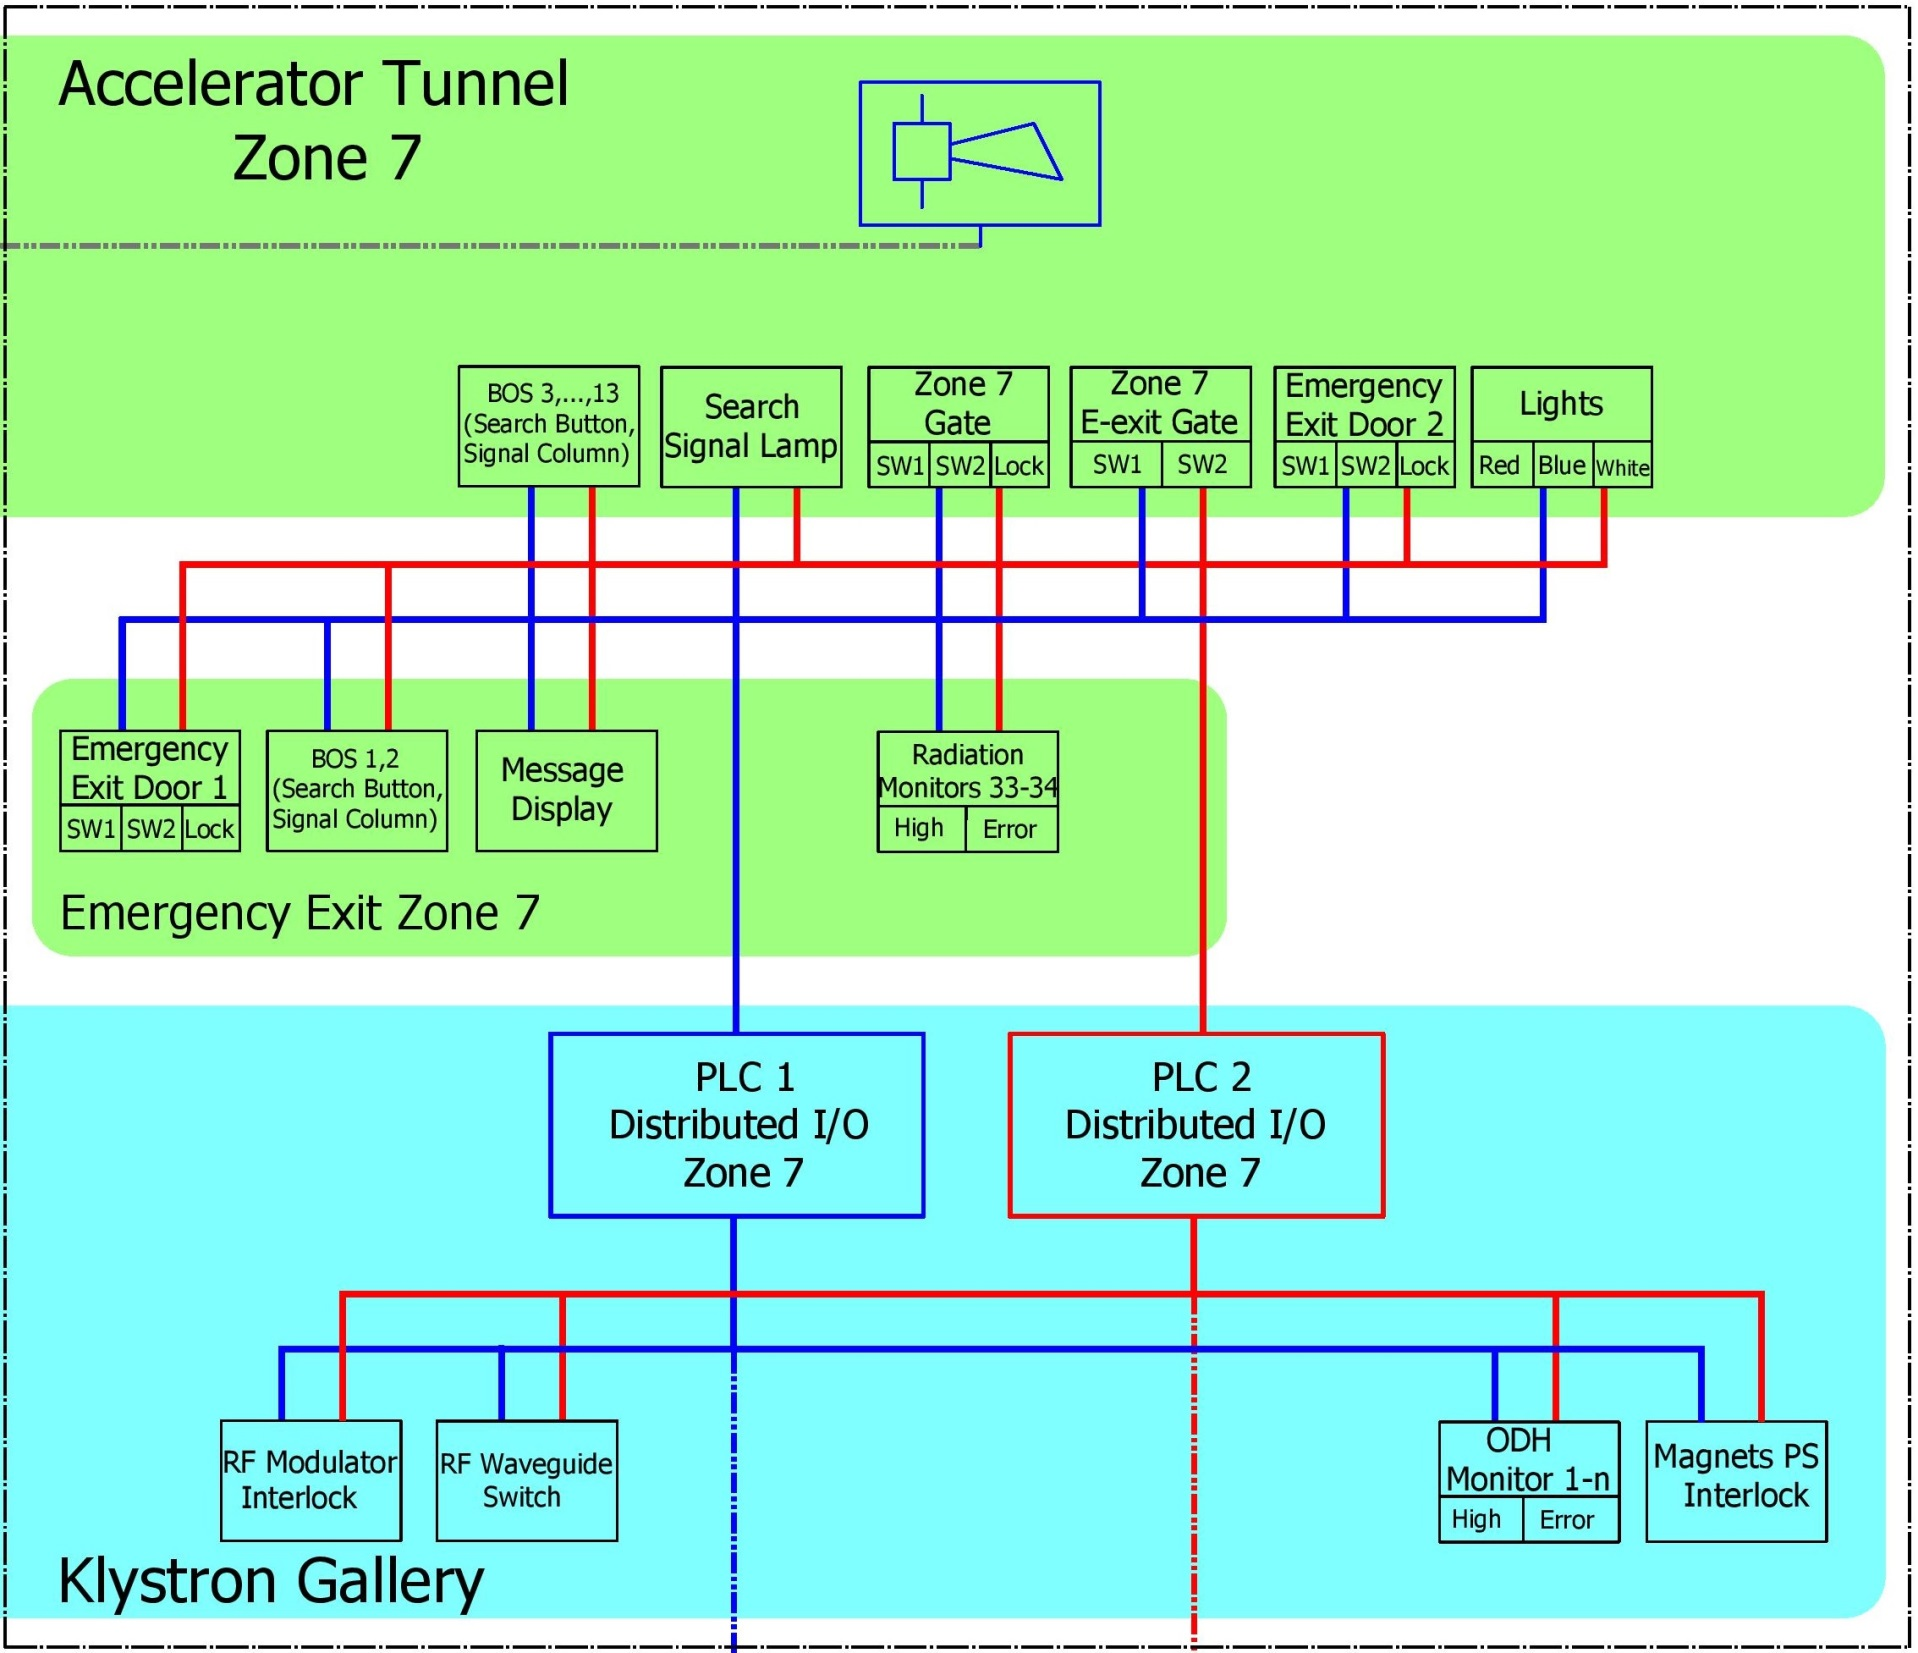 Accelerator Tunnel
Zone 7
BOS 3,...,13
(Search Button,
Signal Column)
Search
Signal Lamp
Zone 7
Gate
SW1 SW2 Lock
Zone 7
E-exit Gate
SW1 SW2
Emergency
Exit Door 2
SW1 SW2 Lock
Lights
Red Blue White
Emergency
Exit Door 1
SW1 SW2 Lock
BOS 1,2
(Search Button,
Signal Column)
Message
Display
Radiation
Monitors 33-34
High Error
Emergency Exit Zone 7
PLC 1
Distributed I/O
Zone 7
PLC 2
Distributed I/O
Zone 7
RF Modulator
Interlock
RF Waveguide
Switch
ODH
Monitor 1-n
High Error
Magnets PS
Interlock
Klystron Gallery